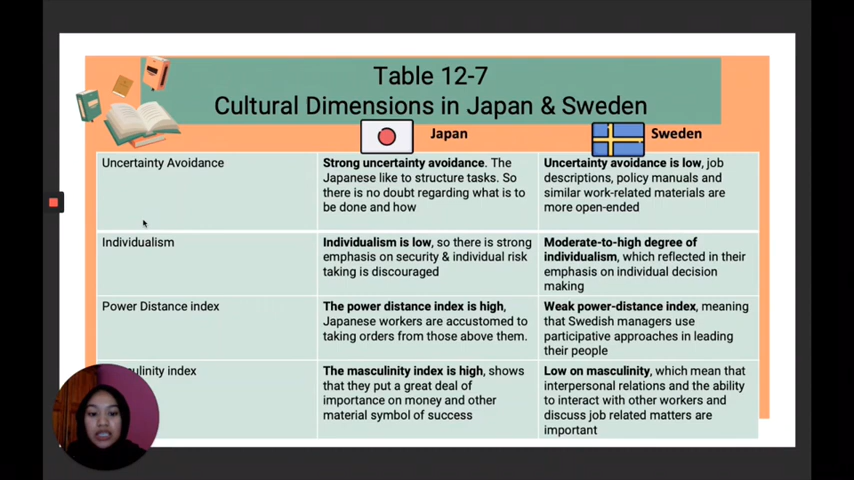 Table 12-7
Cultural Dimensions in Japan & Sweden
Japan
Sweden
Uncertainty Avoidance
Strong uncertainty avoidance. The
Japanese like to structure tasks. So
there is no doubt regarding what is to
be done and how
Uncertainty avoidance is low, job
descriptions, policy manuals and
similar work-related materials are
more open-ended
Individualism
Individualism is low, so there is strong
emphasis on security & individual risk
taking is discouraged
Moderate-to-high degree of
individualism, which reflected in their
emphasis on individual decision
making
Power Distance index
The power distance index is high,
Japanese workers are accustomed to
taking orders from those above them.
Weak power-distance index, meaning
that Swedish managers use
participative approaches in leading
their people
index
The masculinity index is high, shows
that they put a great deal of
importance on money and other
material symbol of success
Low on masculinity, which mean that
interpersonal relations and the ability
to interact with other workers and
discuss job related matters are
important